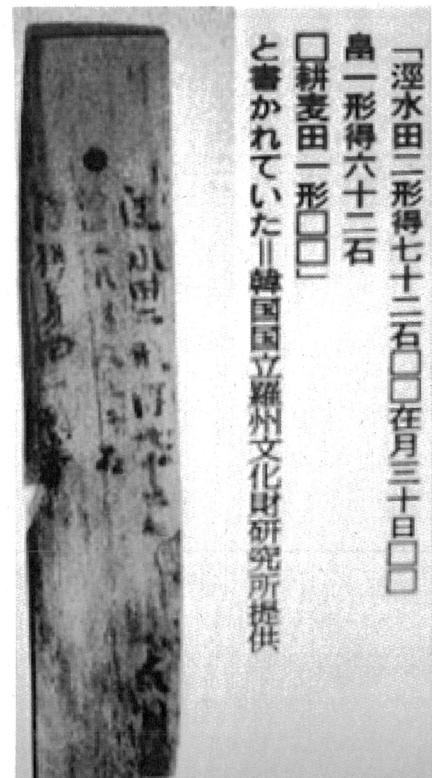 「涇水田二形得七十二石□□在月三十日□□
畠一形得六十二石
□耕麦田一形□□」
と書かれていた＝韓国国立羅州文化財研究所提供